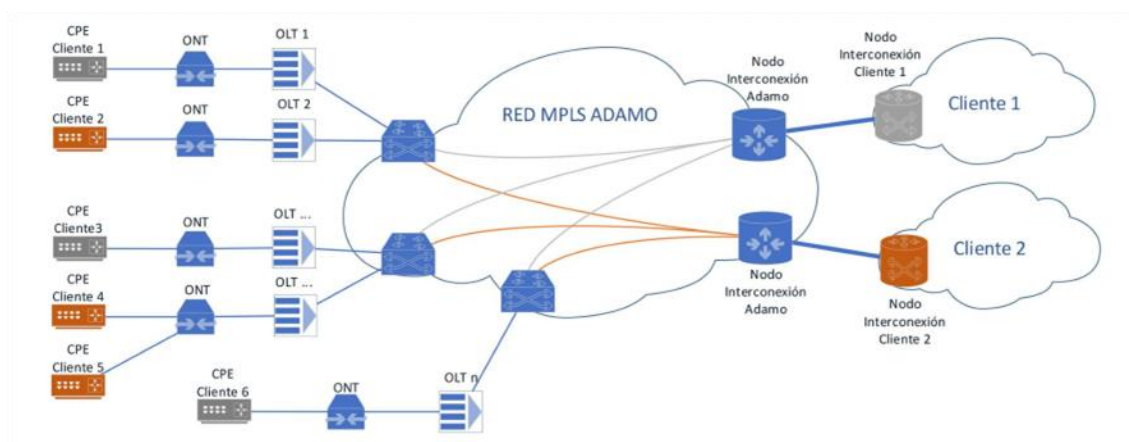 CPE
Cliente 1
ONT
OLT 1
CPE
Cliente 2
ONT
OLT 2
CPE
Cliente3
ONT
OLT ...
CPE
Cliente 4
ONT
OLT ...
CPE
Cliente 5
CPE
Cliente 6
ONT
OLT n
RED MPLS ADAMO
Nodo
Interconexión
Adamo
Nodo
Interconexión
Cliente 1
Cliente 1
Nodo
Interconexión
Adamo
Cliente 2
Nodo
Interconexión
Cliente 2